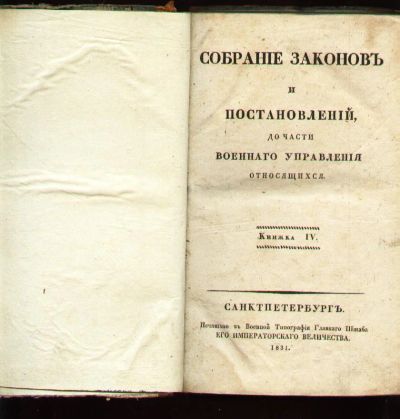 СОБРАНІЕ ЗАКОНОВЪ
И
ПОСТАНОВЛЕНІЙ,
ДО ЧАСТИ
ВОЕННАГО УПРАВЛЕНІЯ
ОТНОСЯЩИХСЯ.
Книжка IV.
САНКТПЕТЕРБУРГЪ.
Печатано въ Военной Типографіи Главнаго Штаба
ЕГО ИМПЕРАТОРСКАГО ВЕЛИЧЕСТВА.
1834.